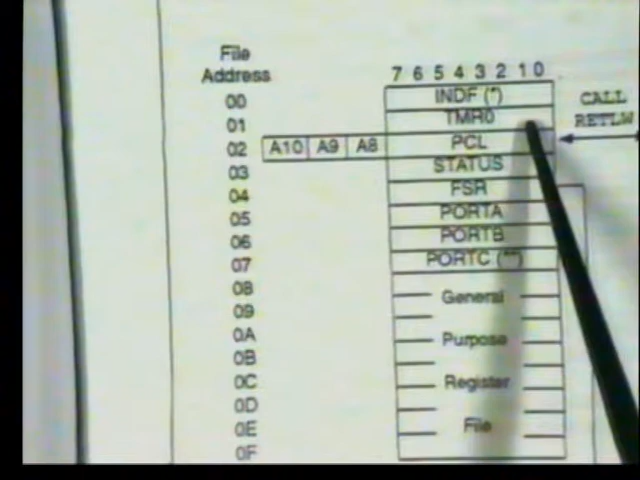 File
Address
7 6 5 4 3 2 1 0
00 INDF (*)
CALL
01 TMR0
RETLW
02 A10 A9 A8 PCL
03 STATUS
04 FSR
05 PORTA
06 PORTB
07 PORTC (**)
08 General
09
0A Purpose
0B
0C Register
0D
0E File
0F